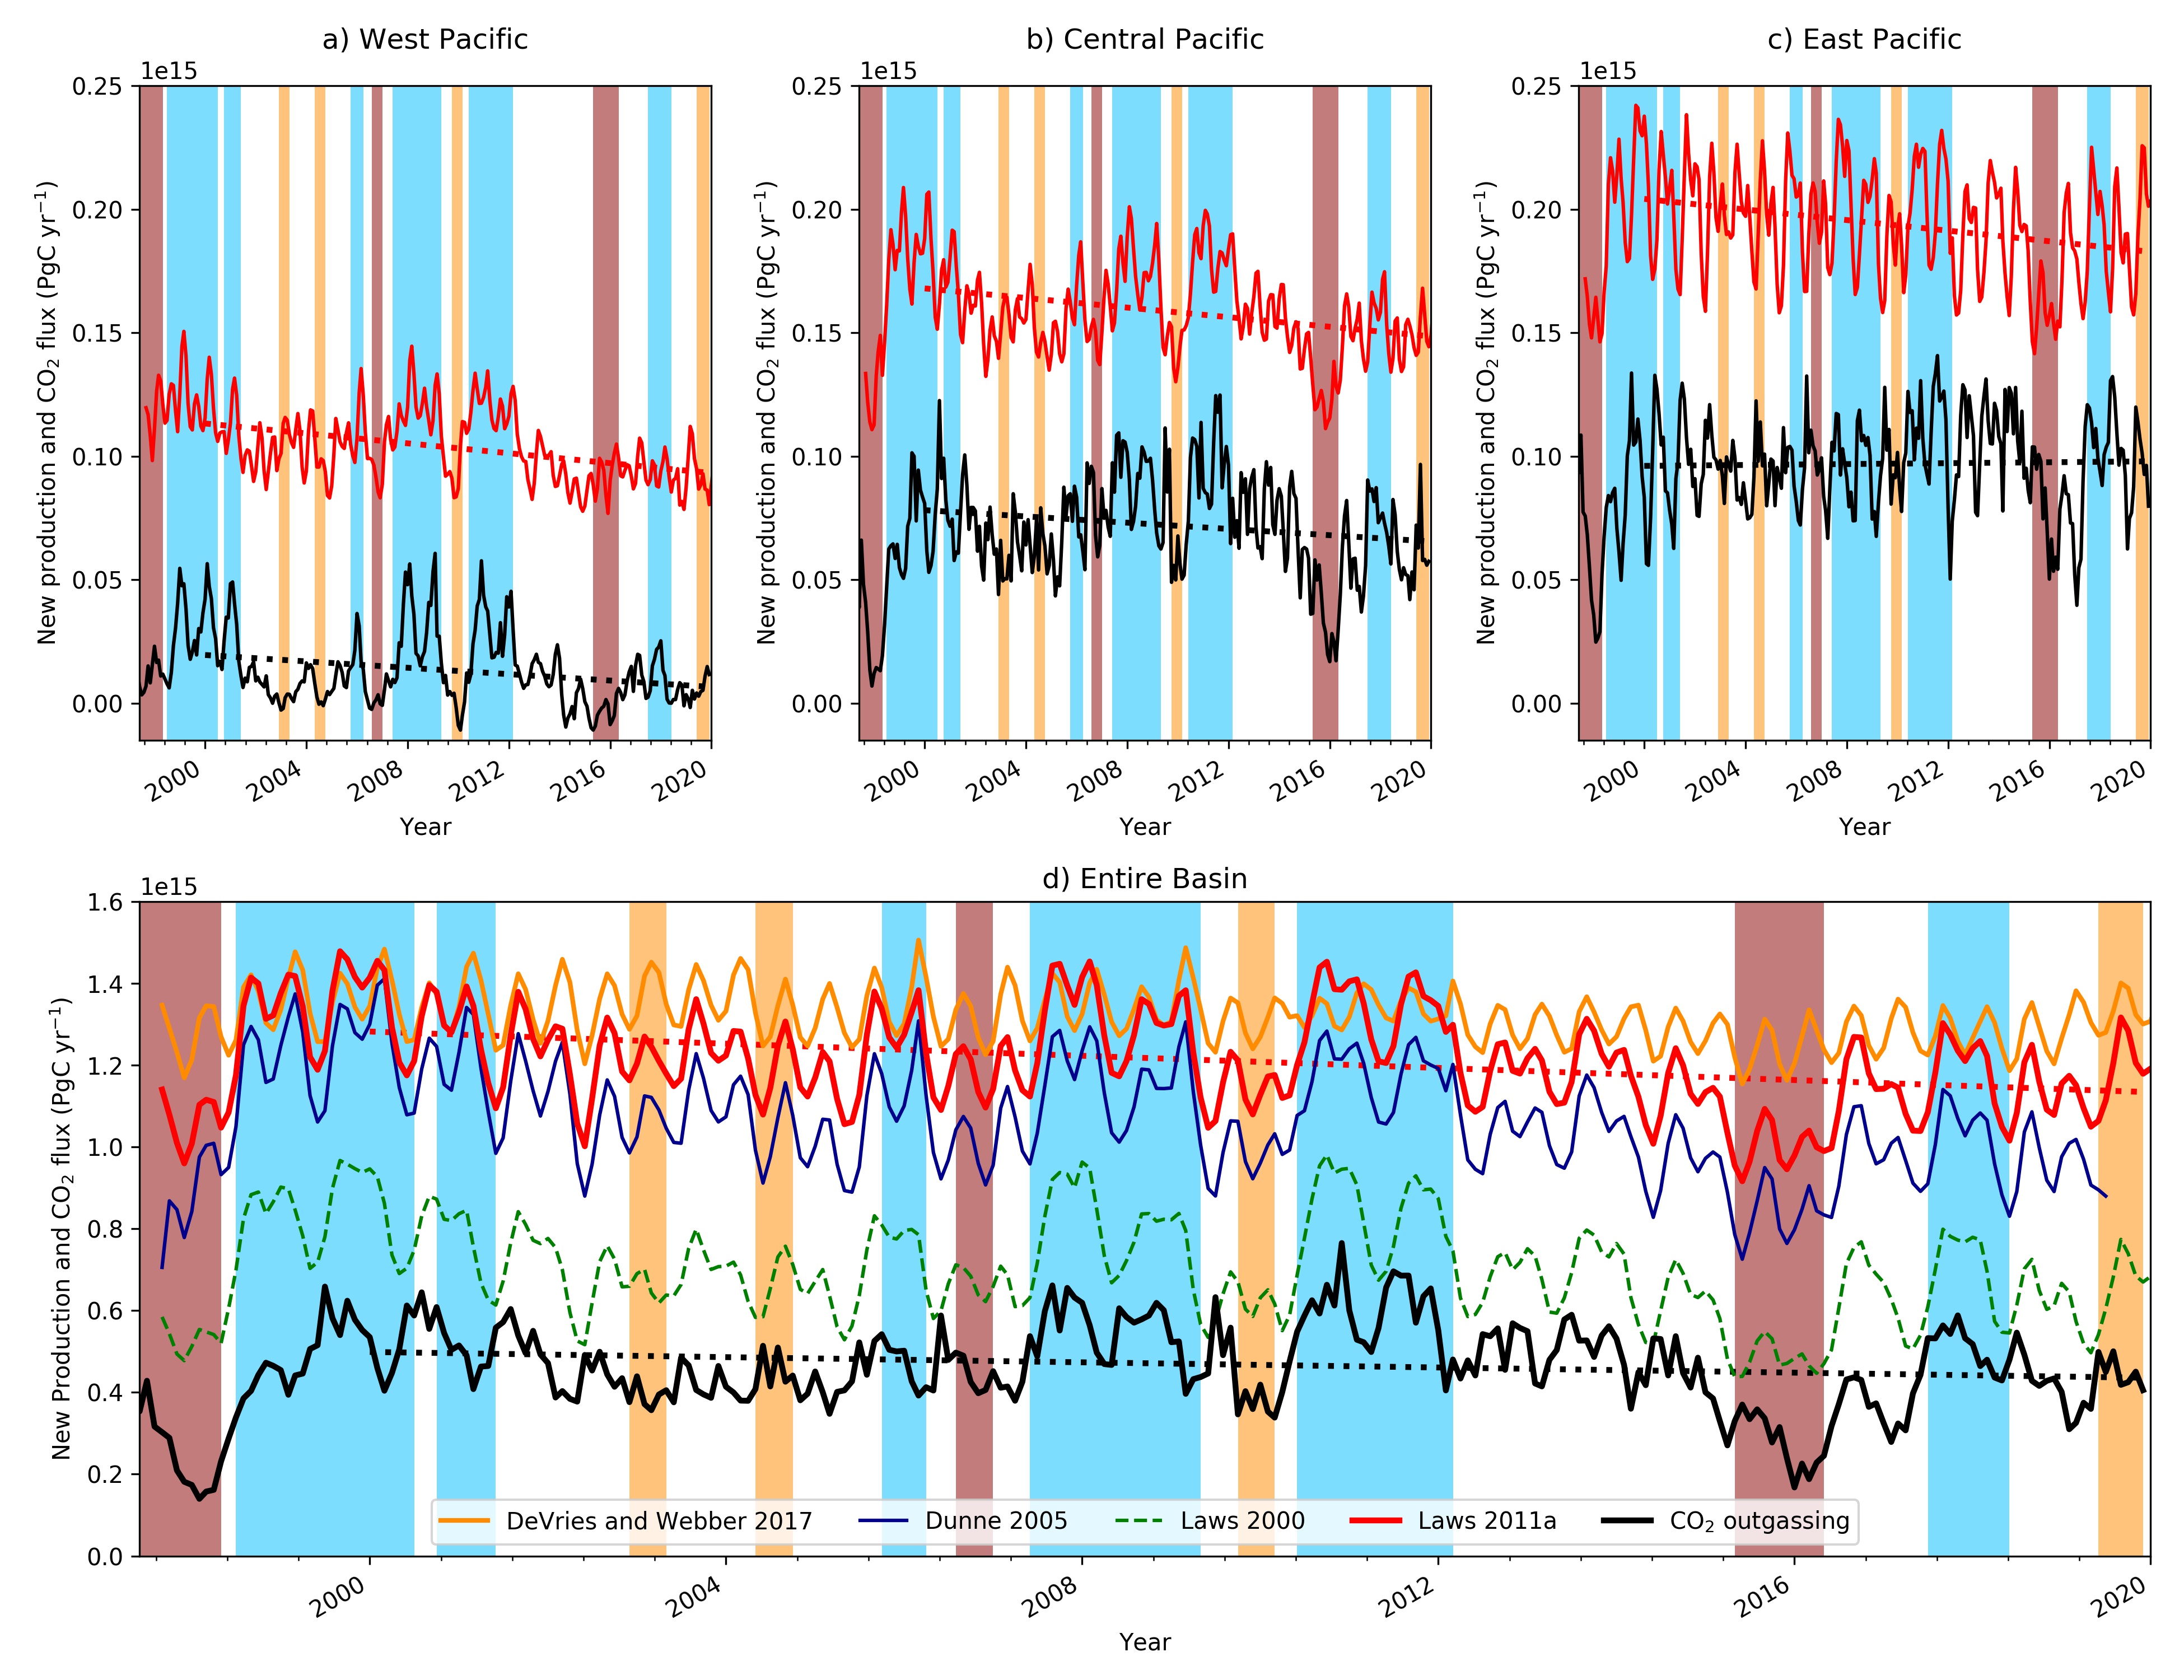 a) West Pacific
1e15
0.25
0.20
0.15
0.10
0.05
0.00
New production and CO₂ flux (PgC yr⁻¹)
2000 2004 2008 2012 2016 2020
Year
b) Central Pacific
1e15
0.25
0.20
0.15
0.10
0.05
0.00
New production and CO₂ flux (PgC yr⁻¹)
2000 2004 2008 2012 2016 2020
Year
c) East Pacific
1e15
0.25
0.20
0.15
0.10
0.05
0.00
New production and CO₂ flux (PgC yr⁻¹)
2000 2004 2008 2012 2016 2020
Year
d) Entire Basin
1e15
1.6
1.4
1.2
1.0
0.8
0.6
0.4
0.2
0.0
New Production and CO₂ flux (PgC yr⁻¹)
DeVries and Webber 2017 Dunne 2005 Laws 2000 Laws 2011a CO₂ outgassing
2000 2004 2008 2012 2016 2020
Year